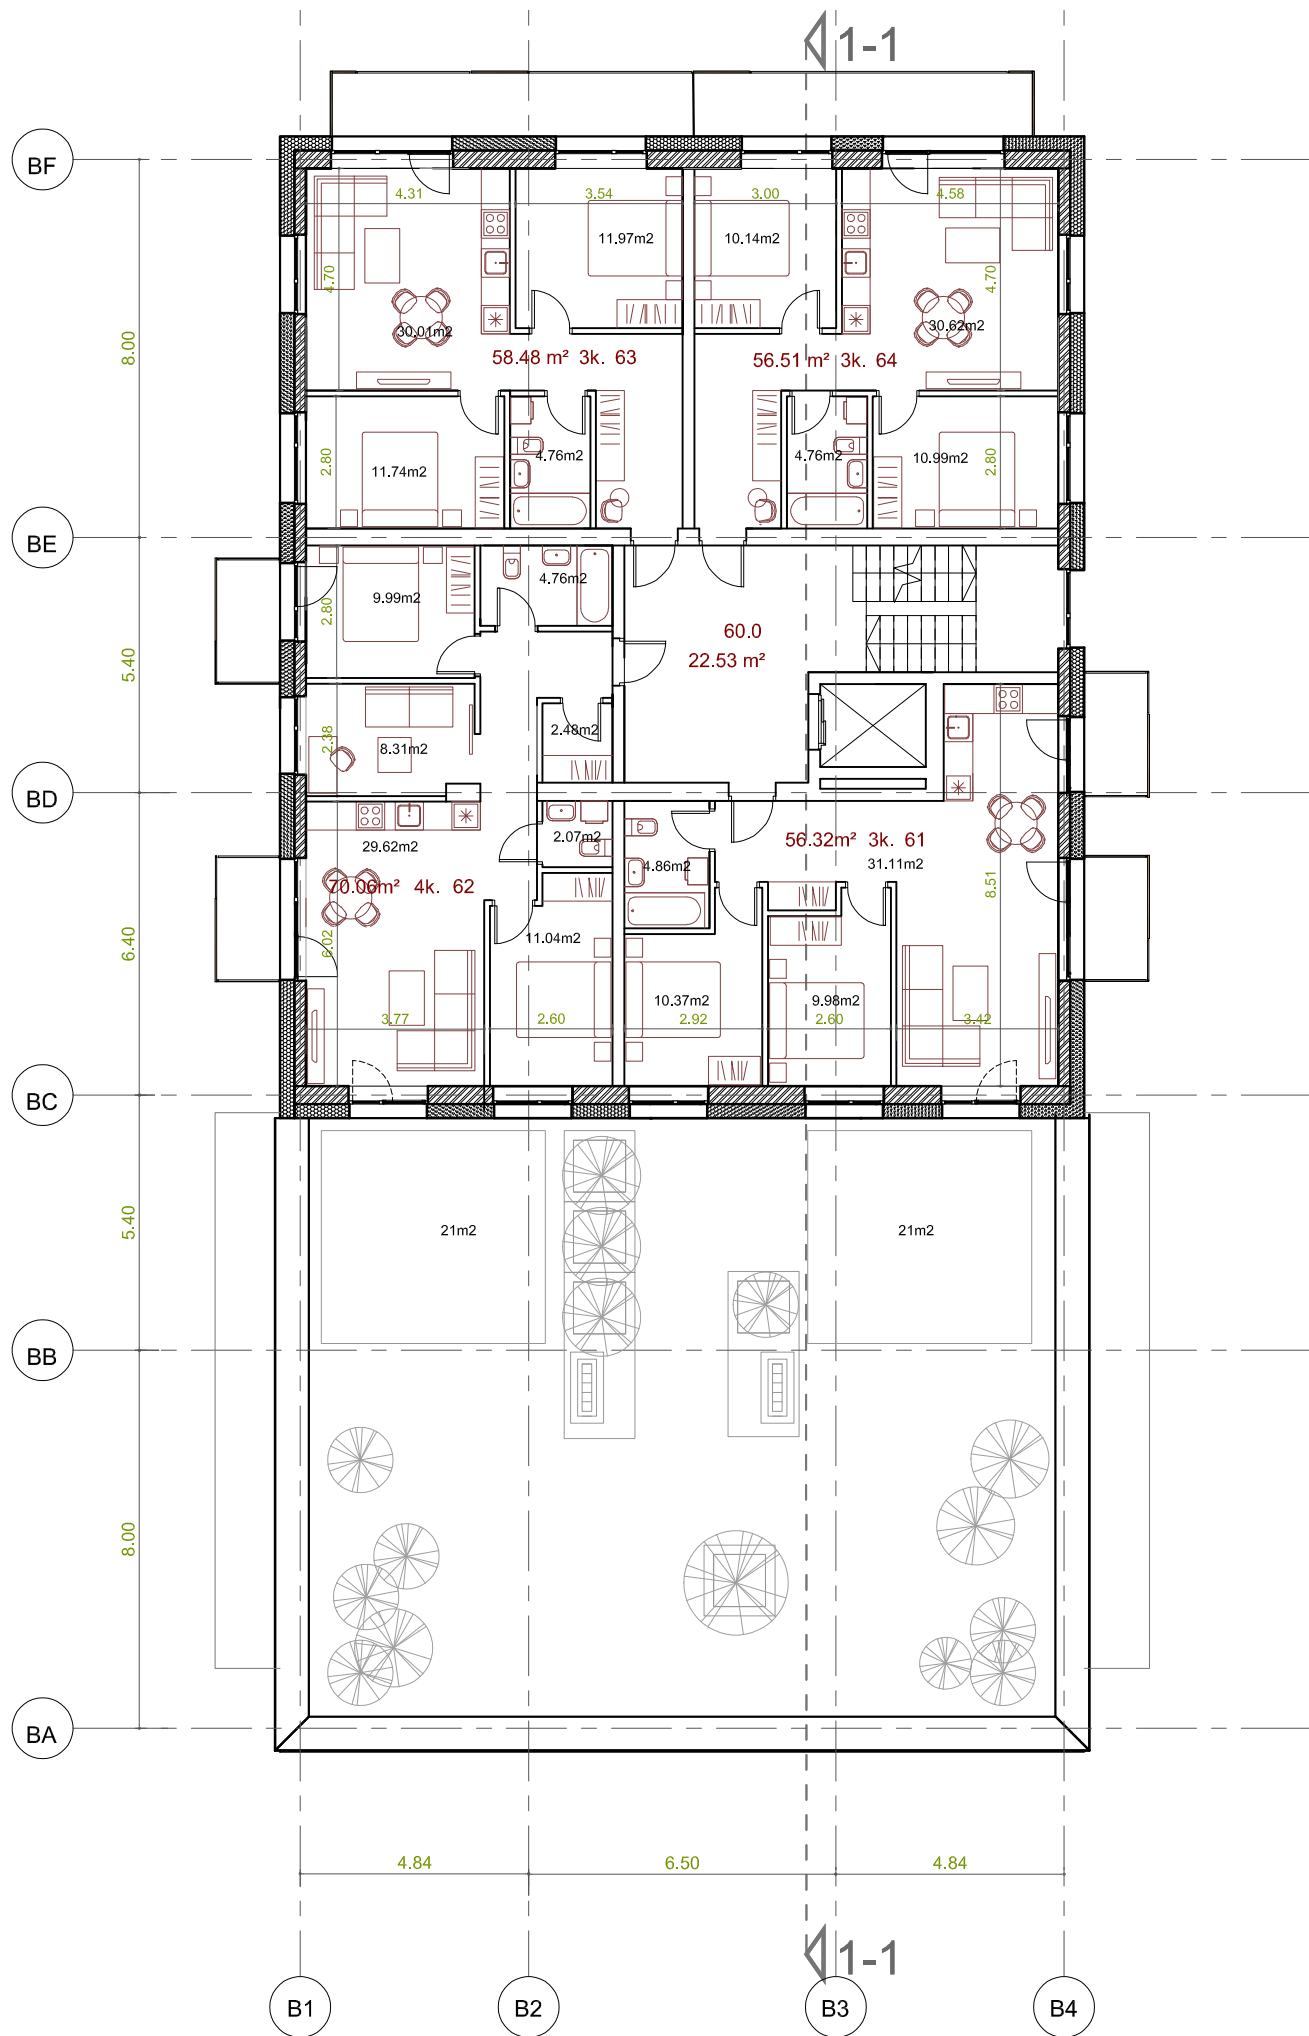 1-1
BF
4.31
3.54
3.00
4.58
11.97m2
10.14m2
4.70
4.70
30.01m2
30.62m2
8.00
58.48 m² 3k. 63
56.51 m² 3k. 64
2.80
11.74m2
4.76m2
4.76m2
10.99m2
2.80
BE
4.76m2
2.80
9.99m2
60.0
22.53 m²
5.40
2.38
8.31m2
2.48m2
BD
29.62m2
2.07m2
56.32m² 3k. 61
4.86m2
31.11m2
70.06m² 4k. 62
8.51
6.40
6.02
11.04m2
10.37m2
9.98m2
3.77
2.60
2.92
2.60
3.42
BC
5.40
21m2
21m2
BB
8.00
BA
4.84
6.50
4.84
1-1
B1
B2
B3
B4